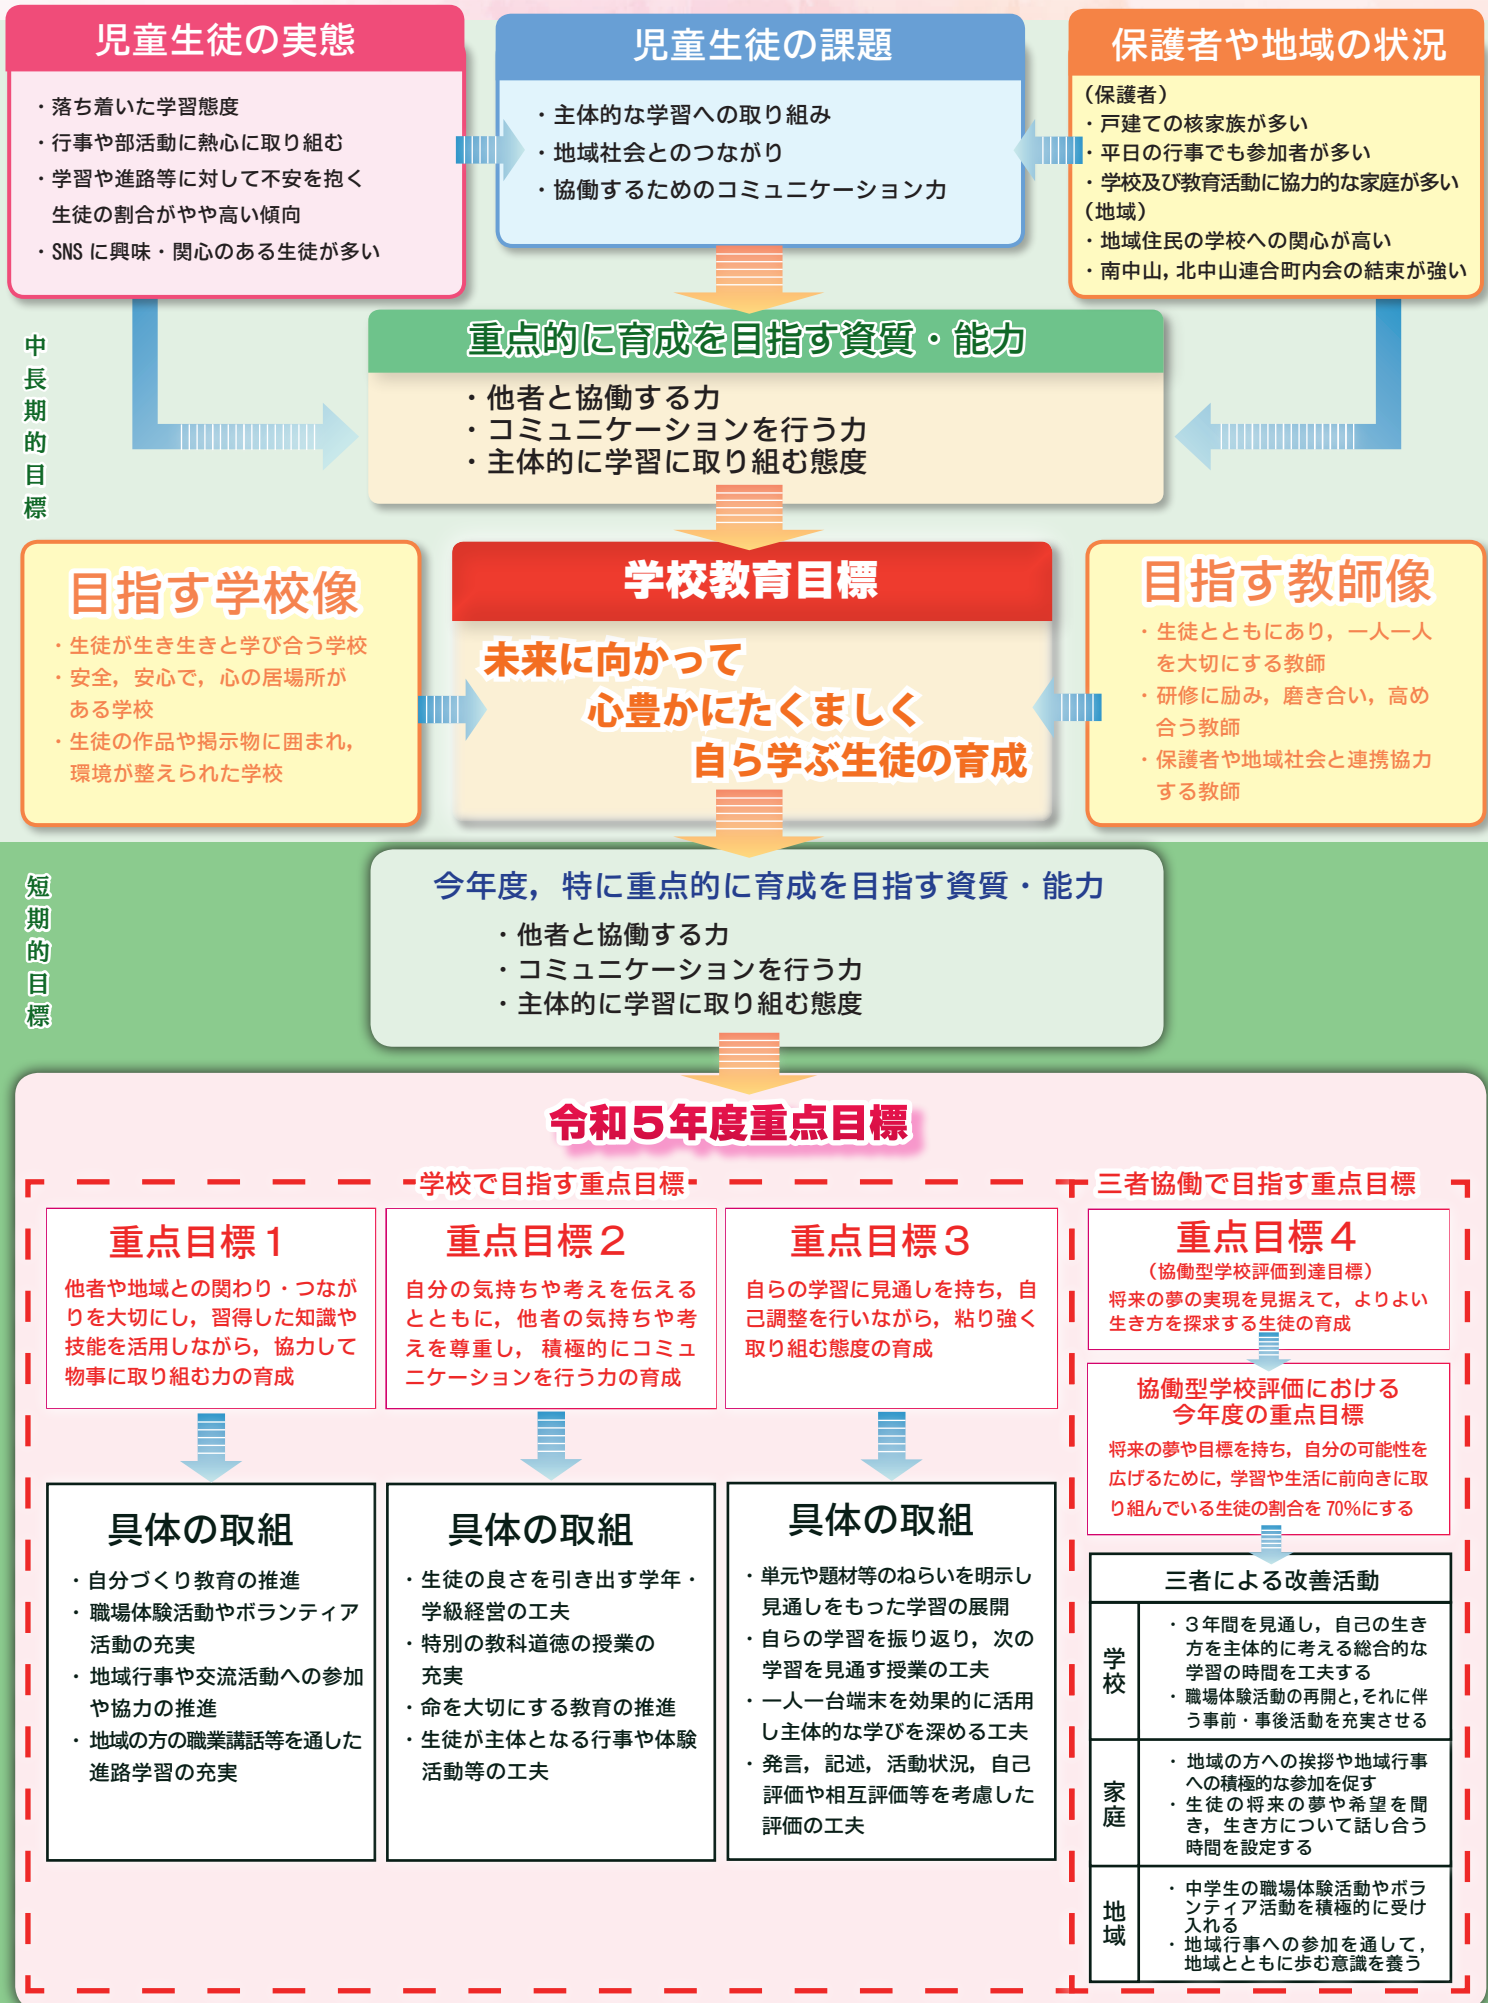 児童生徒の実態
・落ち着いた学習態度
・行事や部活動に熱心に取り組む
・学習や進路等に対して不安を抱く
生徒の割合がやや高い傾向
・SNS に興味・関心のある生徒が多い
児童生徒の課題
・主体的な学習への取り組み
・地域社会とのつながり
・協働するためのコミュニケーション力
保護者や地域の状況
（保護者）
・戸建ての核家族が多い
・平日の行事でも参加者が多い
・学校及び教育活動に協力的な家庭が多い
（地域）
・地域住民の学校への関心が高い
・南中山，北中山連合町内会の結束が強い
中長期的目標
重点的に育成を目指す資質・能力
・他者と協働する力
・コミュニケーションを行う力
・主体的に学習に取り組む態度
目指す学校像
・生徒が生き生きと学び合う学校
・安全，安心で，心の居場所が
ある学校
・生徒の作品や掲示物に囲まれ，
環境が整えられた学校
学校教育目標
未来に向かって
心豊かにたくましく
自ら学ぶ生徒の育成
目指す教師像
・生徒とともにあり，一人一人
を大切にする教師
・研修に励み，磨き合い，高め
合う教師
・保護者や地域社会と連携協力
する教師
短期的目標
今年度，特に重点的に育成を目指す資質・能力
・他者と協働する力
・コミュニケーションを行う力
・主体的に学習に取り組む態度
令和５年度重点目標
学校で目指す重点目標
重点目標１
他者や地域との関わり・つなが
りを大切にし，習得した知識や
技能を活用しながら，協力して
物事に取り組む力の育成
具体の取組
・自分づくり教育の推進
・職場体験活動やボランティア
活動の充実
・地域行事や交流活動への参加
や協力の推進
・地域の方の職業講話等を通した
進路学習の充実
重点目標２
自分の気持ちや考えを伝える
とともに，他者の気持ちや考
えを尊重し，積極的にコミュ
ニケーションを行う力の育成
具体の取組
・生徒の良さを引き出す学年・
学級経営の工夫
・特別の教科道徳の授業の
充実
・命を大切にする教育の推進
・生徒が主体となる行事や体験
活動等の工夫
重点目標３
自らの学習に見通しを持ち，自
己調整を行いながら，粘り強く
取り組む態度の育成
具体の取組
・単元や題材等のねらいを明示し
見通しをもった学習の展開
・自らの学習を振り返り，次の
学習を見通す授業の工夫
・一人一台端末を効果的に活用
し主体的な学びを深める工夫
・発言，記述，活動状況，自己
評価や相互評価等を考慮した
評価の工夫
三者協働で目指す重点目標
重点目標４
（協働型学校評価到達目標）
将来の夢の実現を見据えて，よりよい
生き方を探求する生徒の育成
協働型学校評価における
今年度の重点目標
将来の夢や目標を持ち，自分の可能性を
広げるために，学習や生活に前向きに取
り組んでいる生徒の割合を 70%にする
三者による改善活動
学校
・３年間を見通し，自己の生き
方を主体的に考える総合的な
学習の時間を工夫する
・職場体験活動の再開と，それに伴
う事前・事後活動を充実させる
家庭
・地域の方への挨拶や地域行事
への積極的な参加を促す
・生徒の将来の夢や希望を聞
き，生き方について話し合う
時間を設定する
地域
・中学生の職場体験活動やボラ
ンティア活動を積極的に受け
入れる
・地域行事への参加を通して，
地域とともに歩む意識を養う